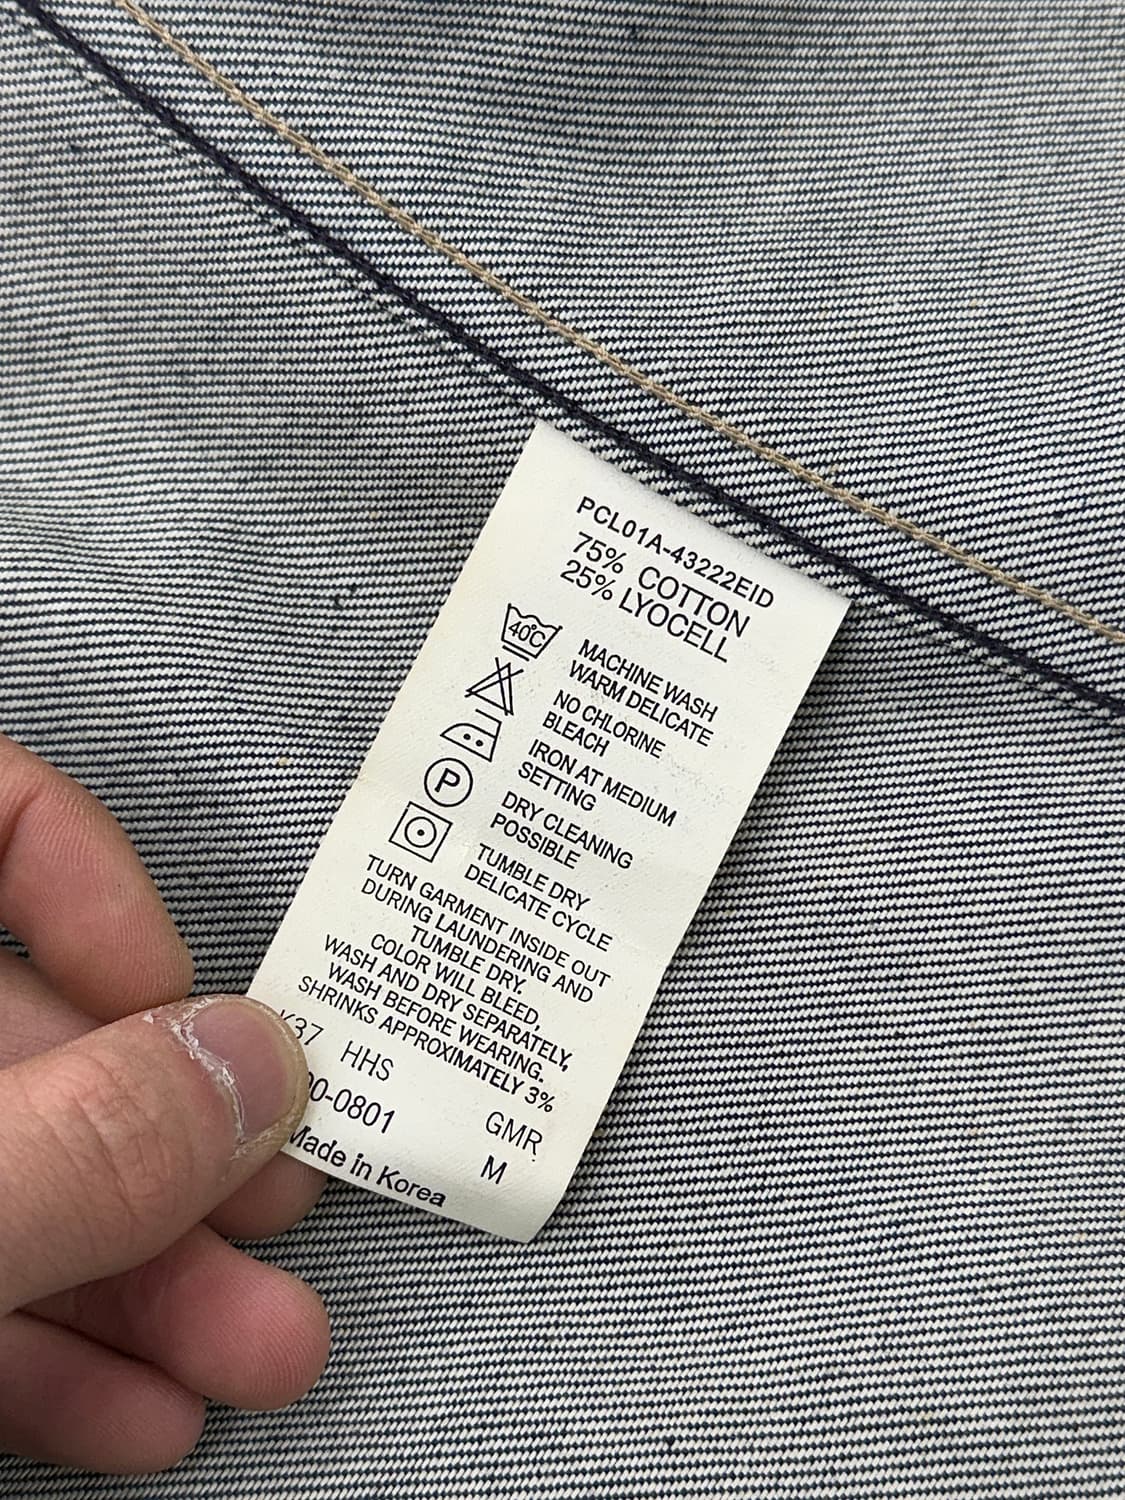 PCL01A-43222EID
75% COTTON
25% LYOCELL
40°C
MACHINE WASH
WARM DELICATE
NO CHLORINE
BLEACH
IRON AT MEDIUM
SETTING
P
DRY CLEANING
POSSIBLE
TUMBLE DRY
DELICATE CYCLE
TURN GARMENT INSIDE OUT
DURING LAUNDERING AND
TUMBLE DRY.
COLOR WILL BLEED,
WASH AND DRY SEPARATELY,
WASH BEFORE WEARING.
SHRINKS APPROXIMATELY 3%
HHS GMR
M
Made in Korea